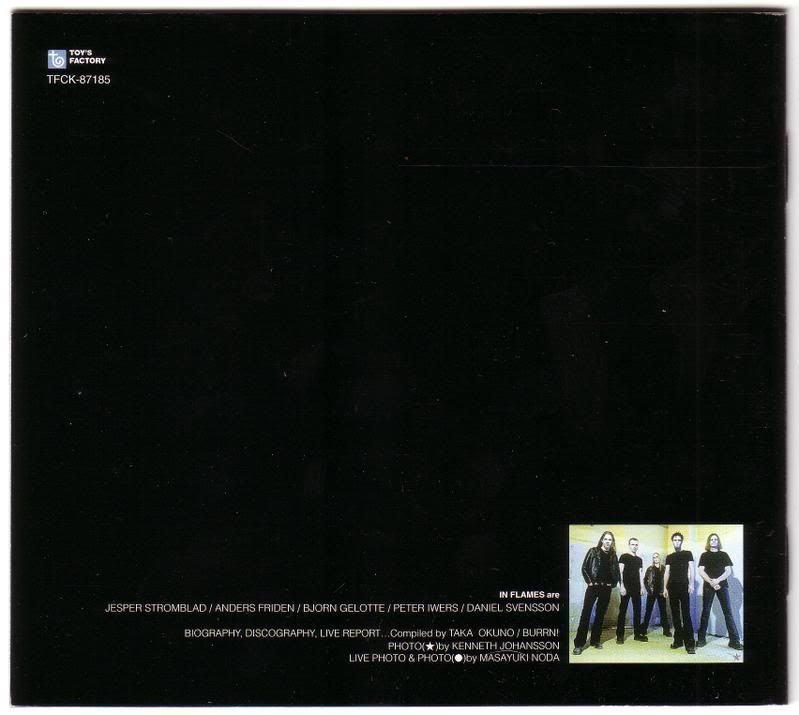 TOY'S
FACTORY
TFCK-87185
IN FLAMES are
JESPER STROMBLAD / ANDERS FRIDEN / BJORN GELOTTE / PETER IWERS / DANIEL SVENSSON
BIOGRAPHY, DISCOGRAPHY, LIVE REPORT...Compiled by TAKA OKUNO / BURRN!
PHOTO(★)by KENNETH JOHANSSON
LIVE PHOTO & PHOTO(●)by MASAYUKI NODA